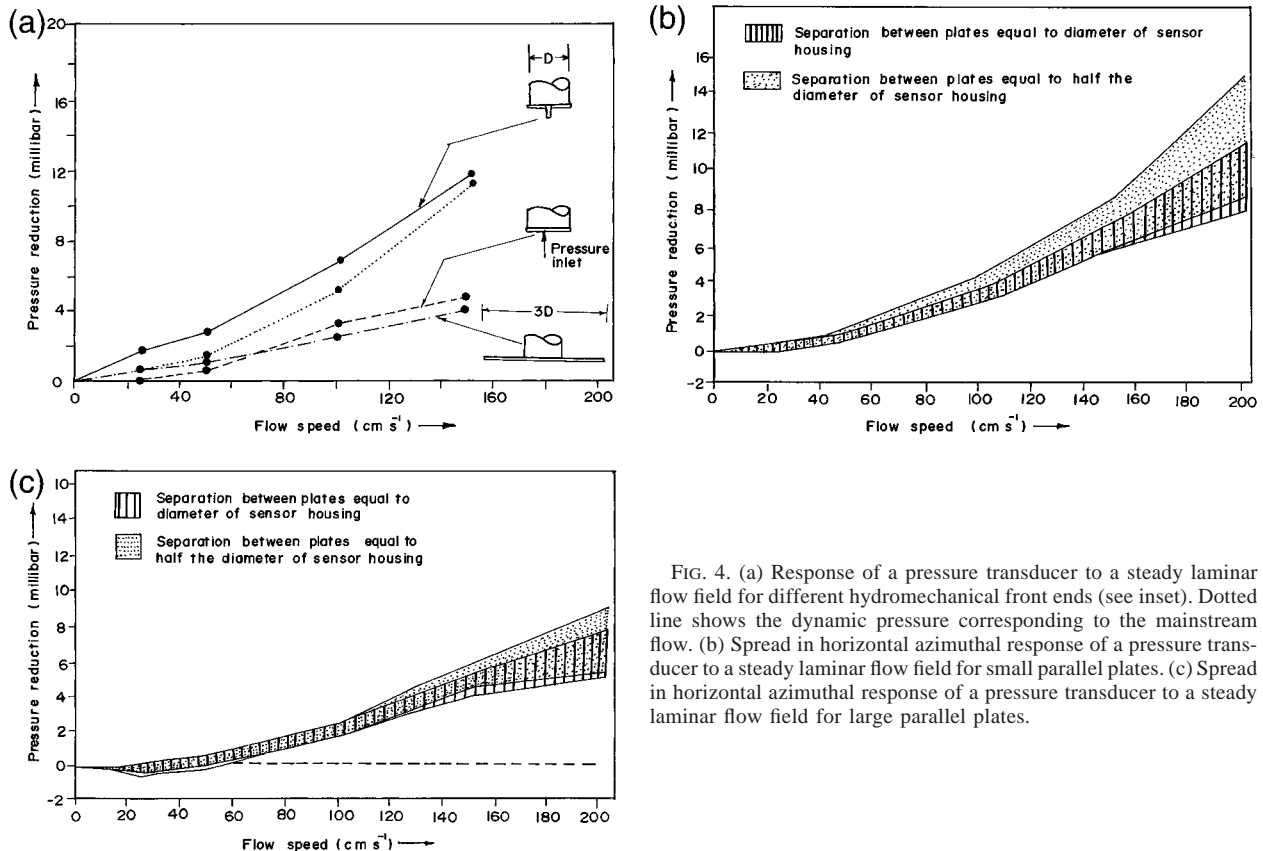 (a)
20
16
12
8
4
0
Pressure reduction (millibar)
0 40 80 120 160 200
Flow speed (cm s⁻¹)
D
Pressure
inlet
3D
(b)
Separation between plates equal to diameter of sensor
housing
Separation between plates equal to half the
diameter of sensor housing
16
14
12
10
8
6
4
2
0
-2
Pressure reduction (millibar)
0 20 40 60 80 100 120 140 160 180 200
Flow speed (cm s⁻¹)
(c)
Separation between plates equal to
diameter of sensor housing
Separation between plates equal to
half the diameter of sensor housing
10
14
12
10
8
6
4
2
0
-2
Pressure reduction (millibar)
0 20 40 60 80 100 120 140 160 180 200
Flow speed (cm s⁻¹)
FIG. 4. (a) Response of a pressure transducer to a steady laminar
flow field for different hydromechanical front ends (see inset). Dotted
line shows the dynamic pressure corresponding to the mainstream
flow. (b) Spread in horizontal azimuthal response of a pressure trans-
ducer to a steady laminar flow field for small parallel plates. (c) Spread
in horizontal azimuthal response of a pressure transducer to a steady
laminar flow field for large parallel plates.